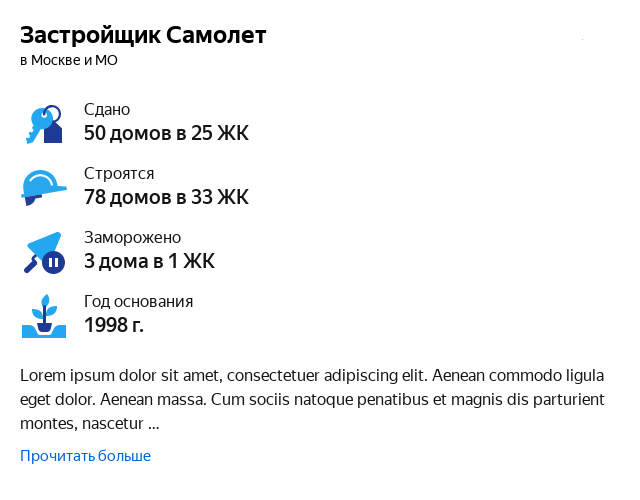 Застройщик Самолет
в Москве и МО
Сдано
50 домов в 25 ЖК
Строятся
78 домов в 33 ЖК
Заморожено
3 дома в 1 ЖК
Год основания
1998 г.
Lorem ipsum dolor sit amet, consectetuer adipiscing elit. Aenean commodo ligula
eget dolor. Aenean massa. Cum sociis natoque penatibus et magnis dis parturient
montes, nascetur ...
Прочитать больше